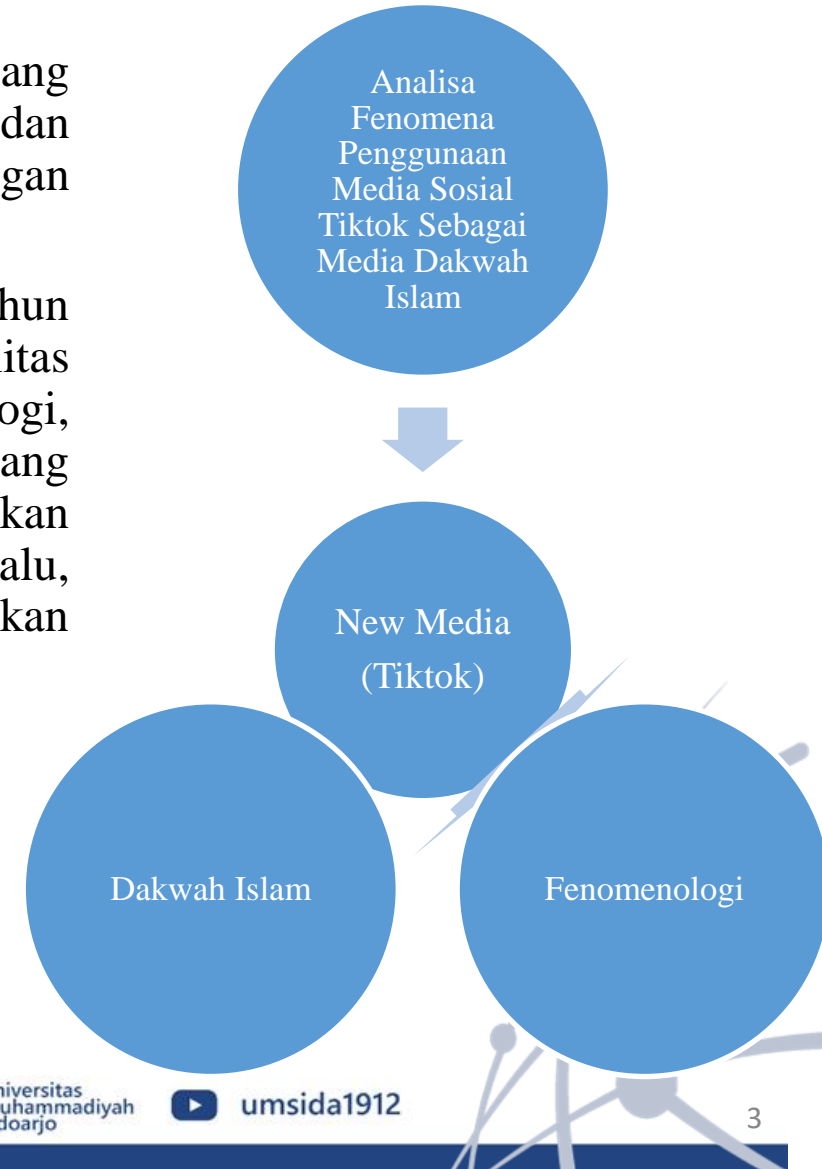 ang
dan
gan
hun
itas
ogi,
ang
kan
alu,
kan
Analisa
Fenomena
Penggunaan
Media Sosial
Tiktok Sebagai
Media Dakwah
Islam
New Media
(Tiktok)
Dakwah Islam
Fenomenologi
niversitas
uhammadiyah
doarjo
umsida1912
3